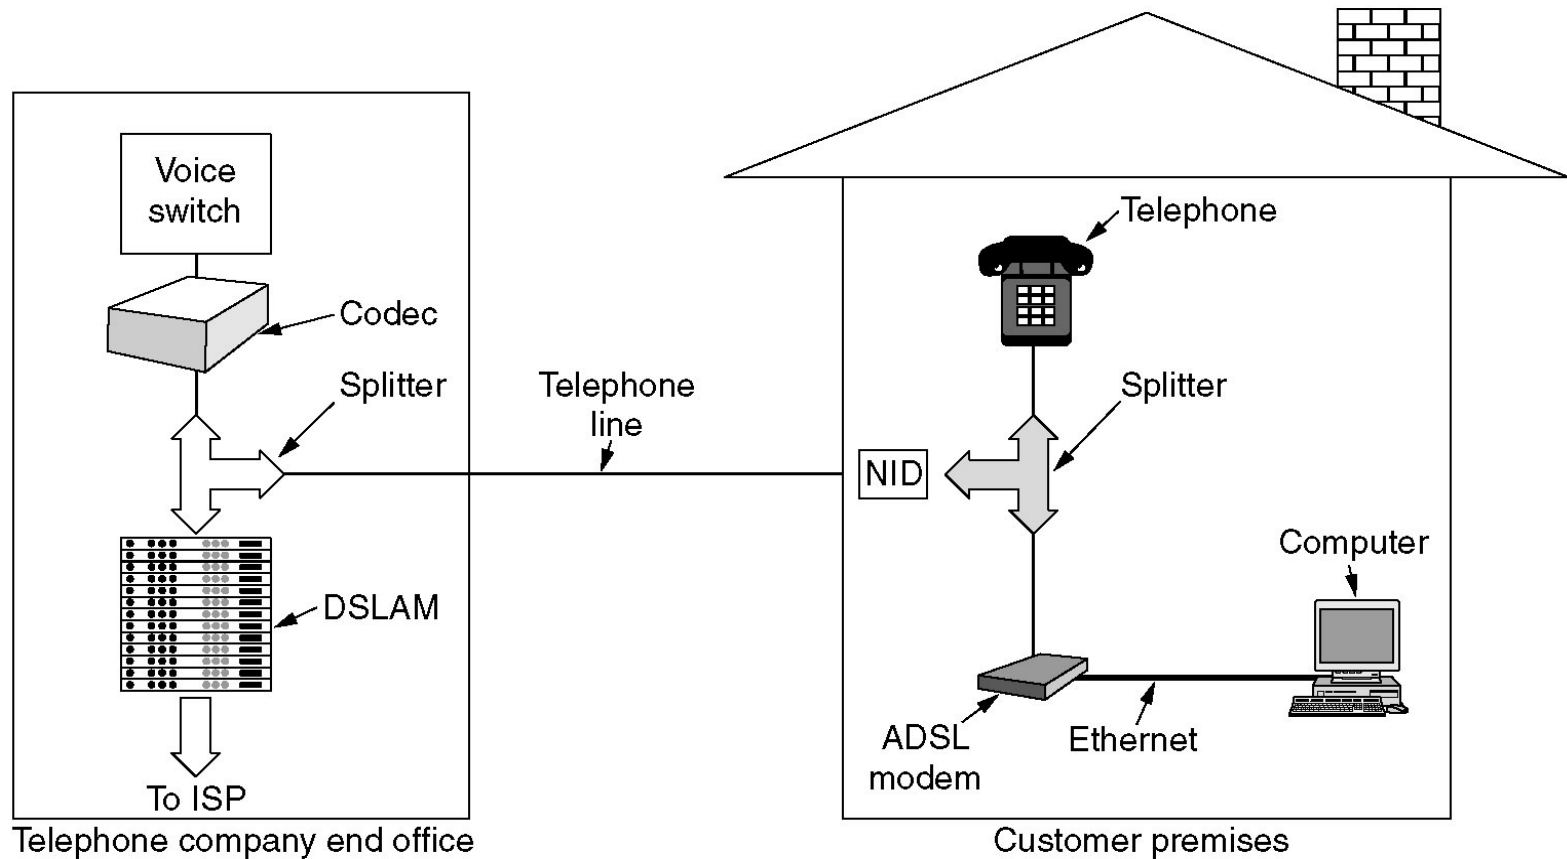 Voice
switch
Codec
Splitter
DSLAM
To ISP
Telephone company end office
Telephone
line
Telephone
Splitter
NID
Computer
ADSL
modem
Ethernet
Customer premises